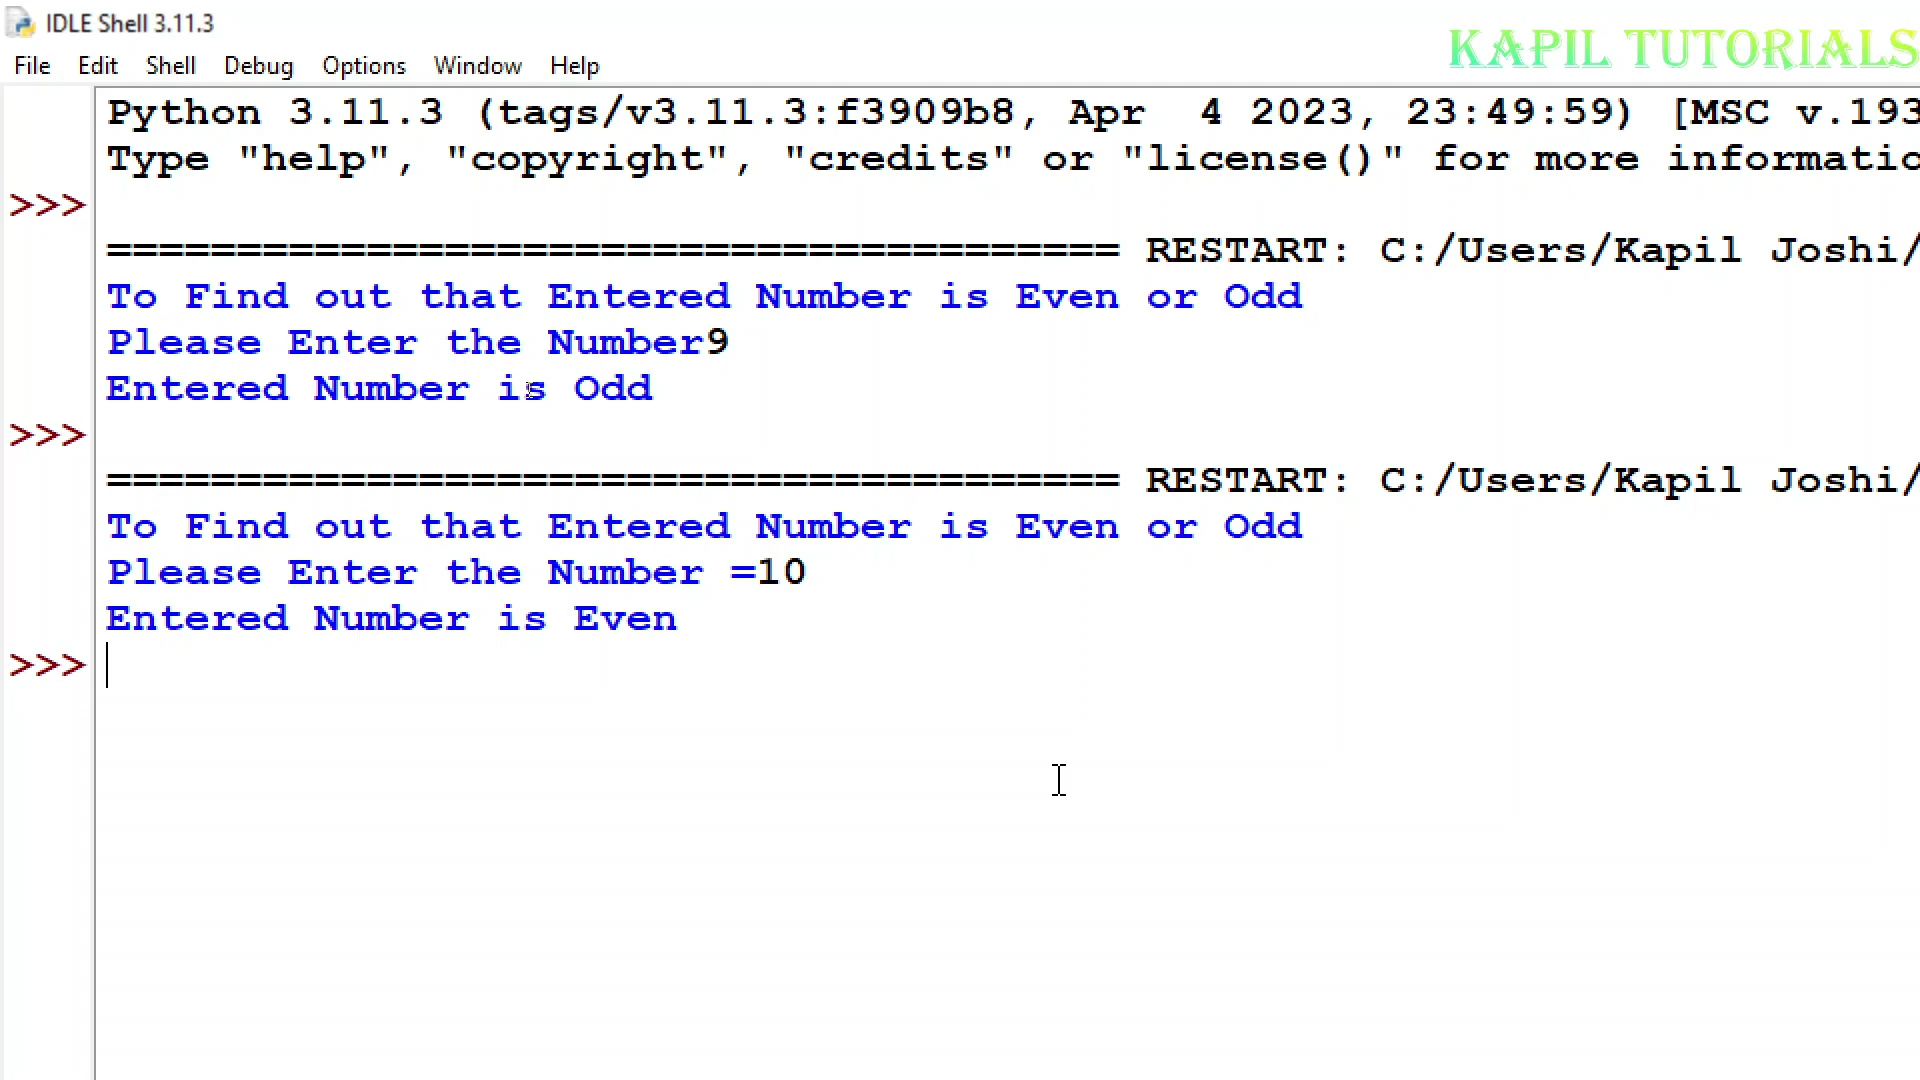 IDLE Shell 3.11.3
KAPIL TUTORIALS
File Edit Shell Debug Options Window Help
Python 3.11.3 (tags/v3.11.3:f3909b8, Apr  4 2023, 23:49:59) [MSC v.193
Type "help", "copyright", "credits" or "license()" for more informatic
>>>
======================================= RESTART: C:/Users/Kapil Joshi/
To Find out that Entered Number is Even or Odd
Please Enter the Number9
Entered Number is Odd
>>>
======================================= RESTART: C:/Users/Kapil Joshi/
To Find out that Entered Number is Even or Odd
Please Enter the Number =10
Entered Number is Even
>>>